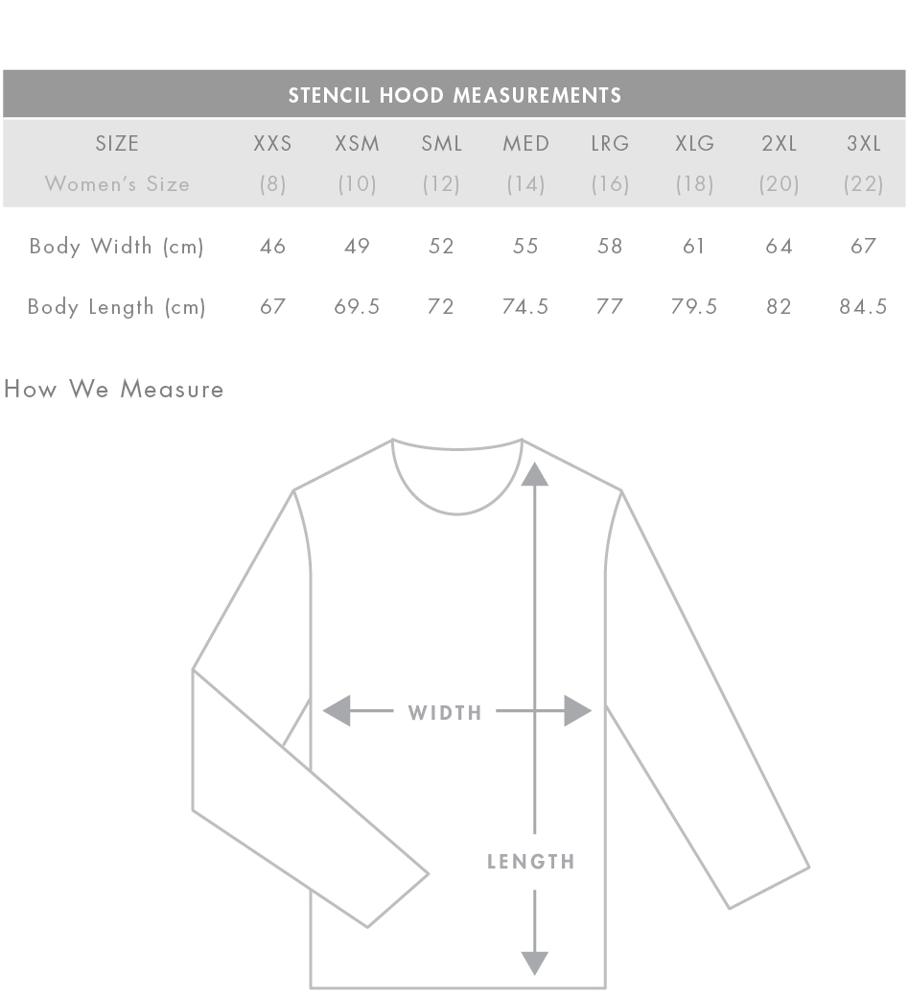 STENCIL HOOD MEASUREMENTS
SIZE XXS XSM SML MED LRG XLG 2XL 3XL
Women's Size (8) (10) (12) (14) (16) (18) (20) (22)
Body Width (cm) 46 49 52 55 58 61 64 67
Body Length (cm) 67 69.5 72 74.5 77 79.5 82 84.5
How We Measure
WIDTH
LENGTH